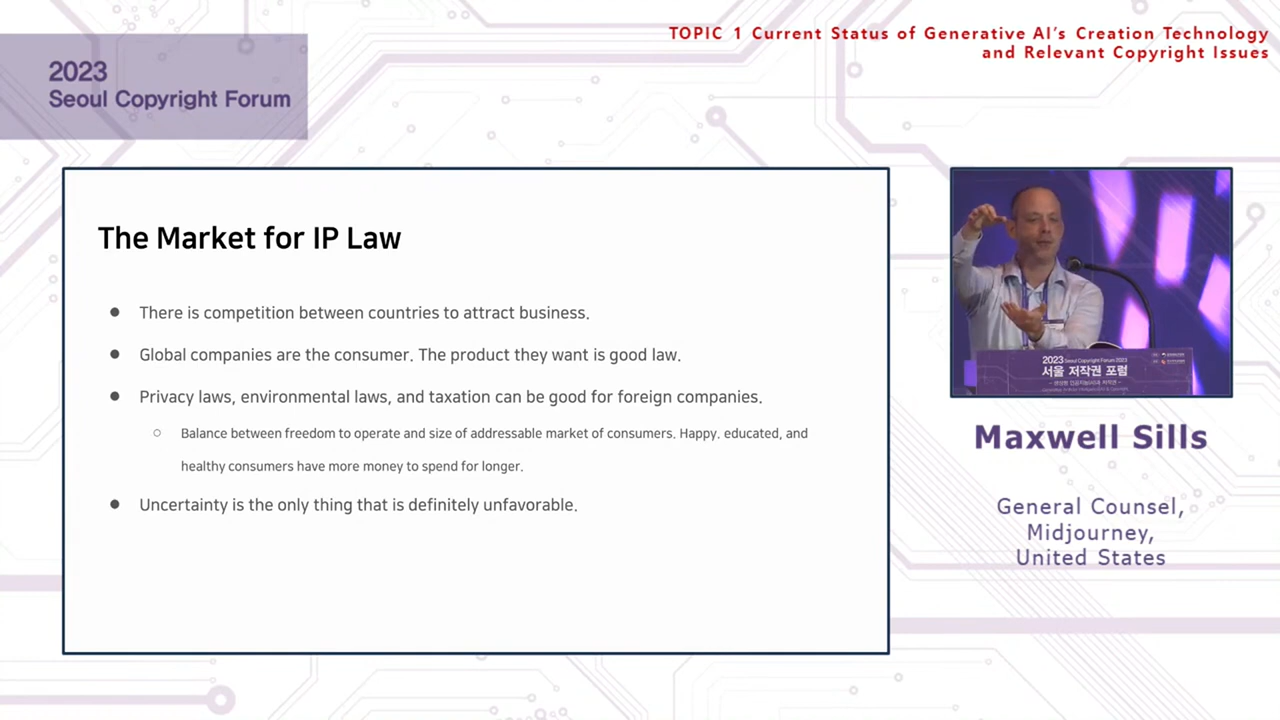 TOPIC 1 Current Status of Generative AI's Creation Technology
and Relevant Copyright Issues
2023
Seoul Copyright Forum
The Market for IP Law
● There is competition between countries to attract business.
● Global companies are the consumer. The product they want is good law.
● Privacy laws, environmental laws, and taxation can be good for foreign companies.
○ Balance between freedom to operate and size of addressable market of consumers. Happy, educated, and
healthy consumers have more money to spend for longer.
● Uncertainty is the only thing that is definitely unfavorable.
2023 Seoul Copyright Forum 2023
서울 저작권 포럼
Maxwell Sills
General Counsel,
Midjourney,
United States